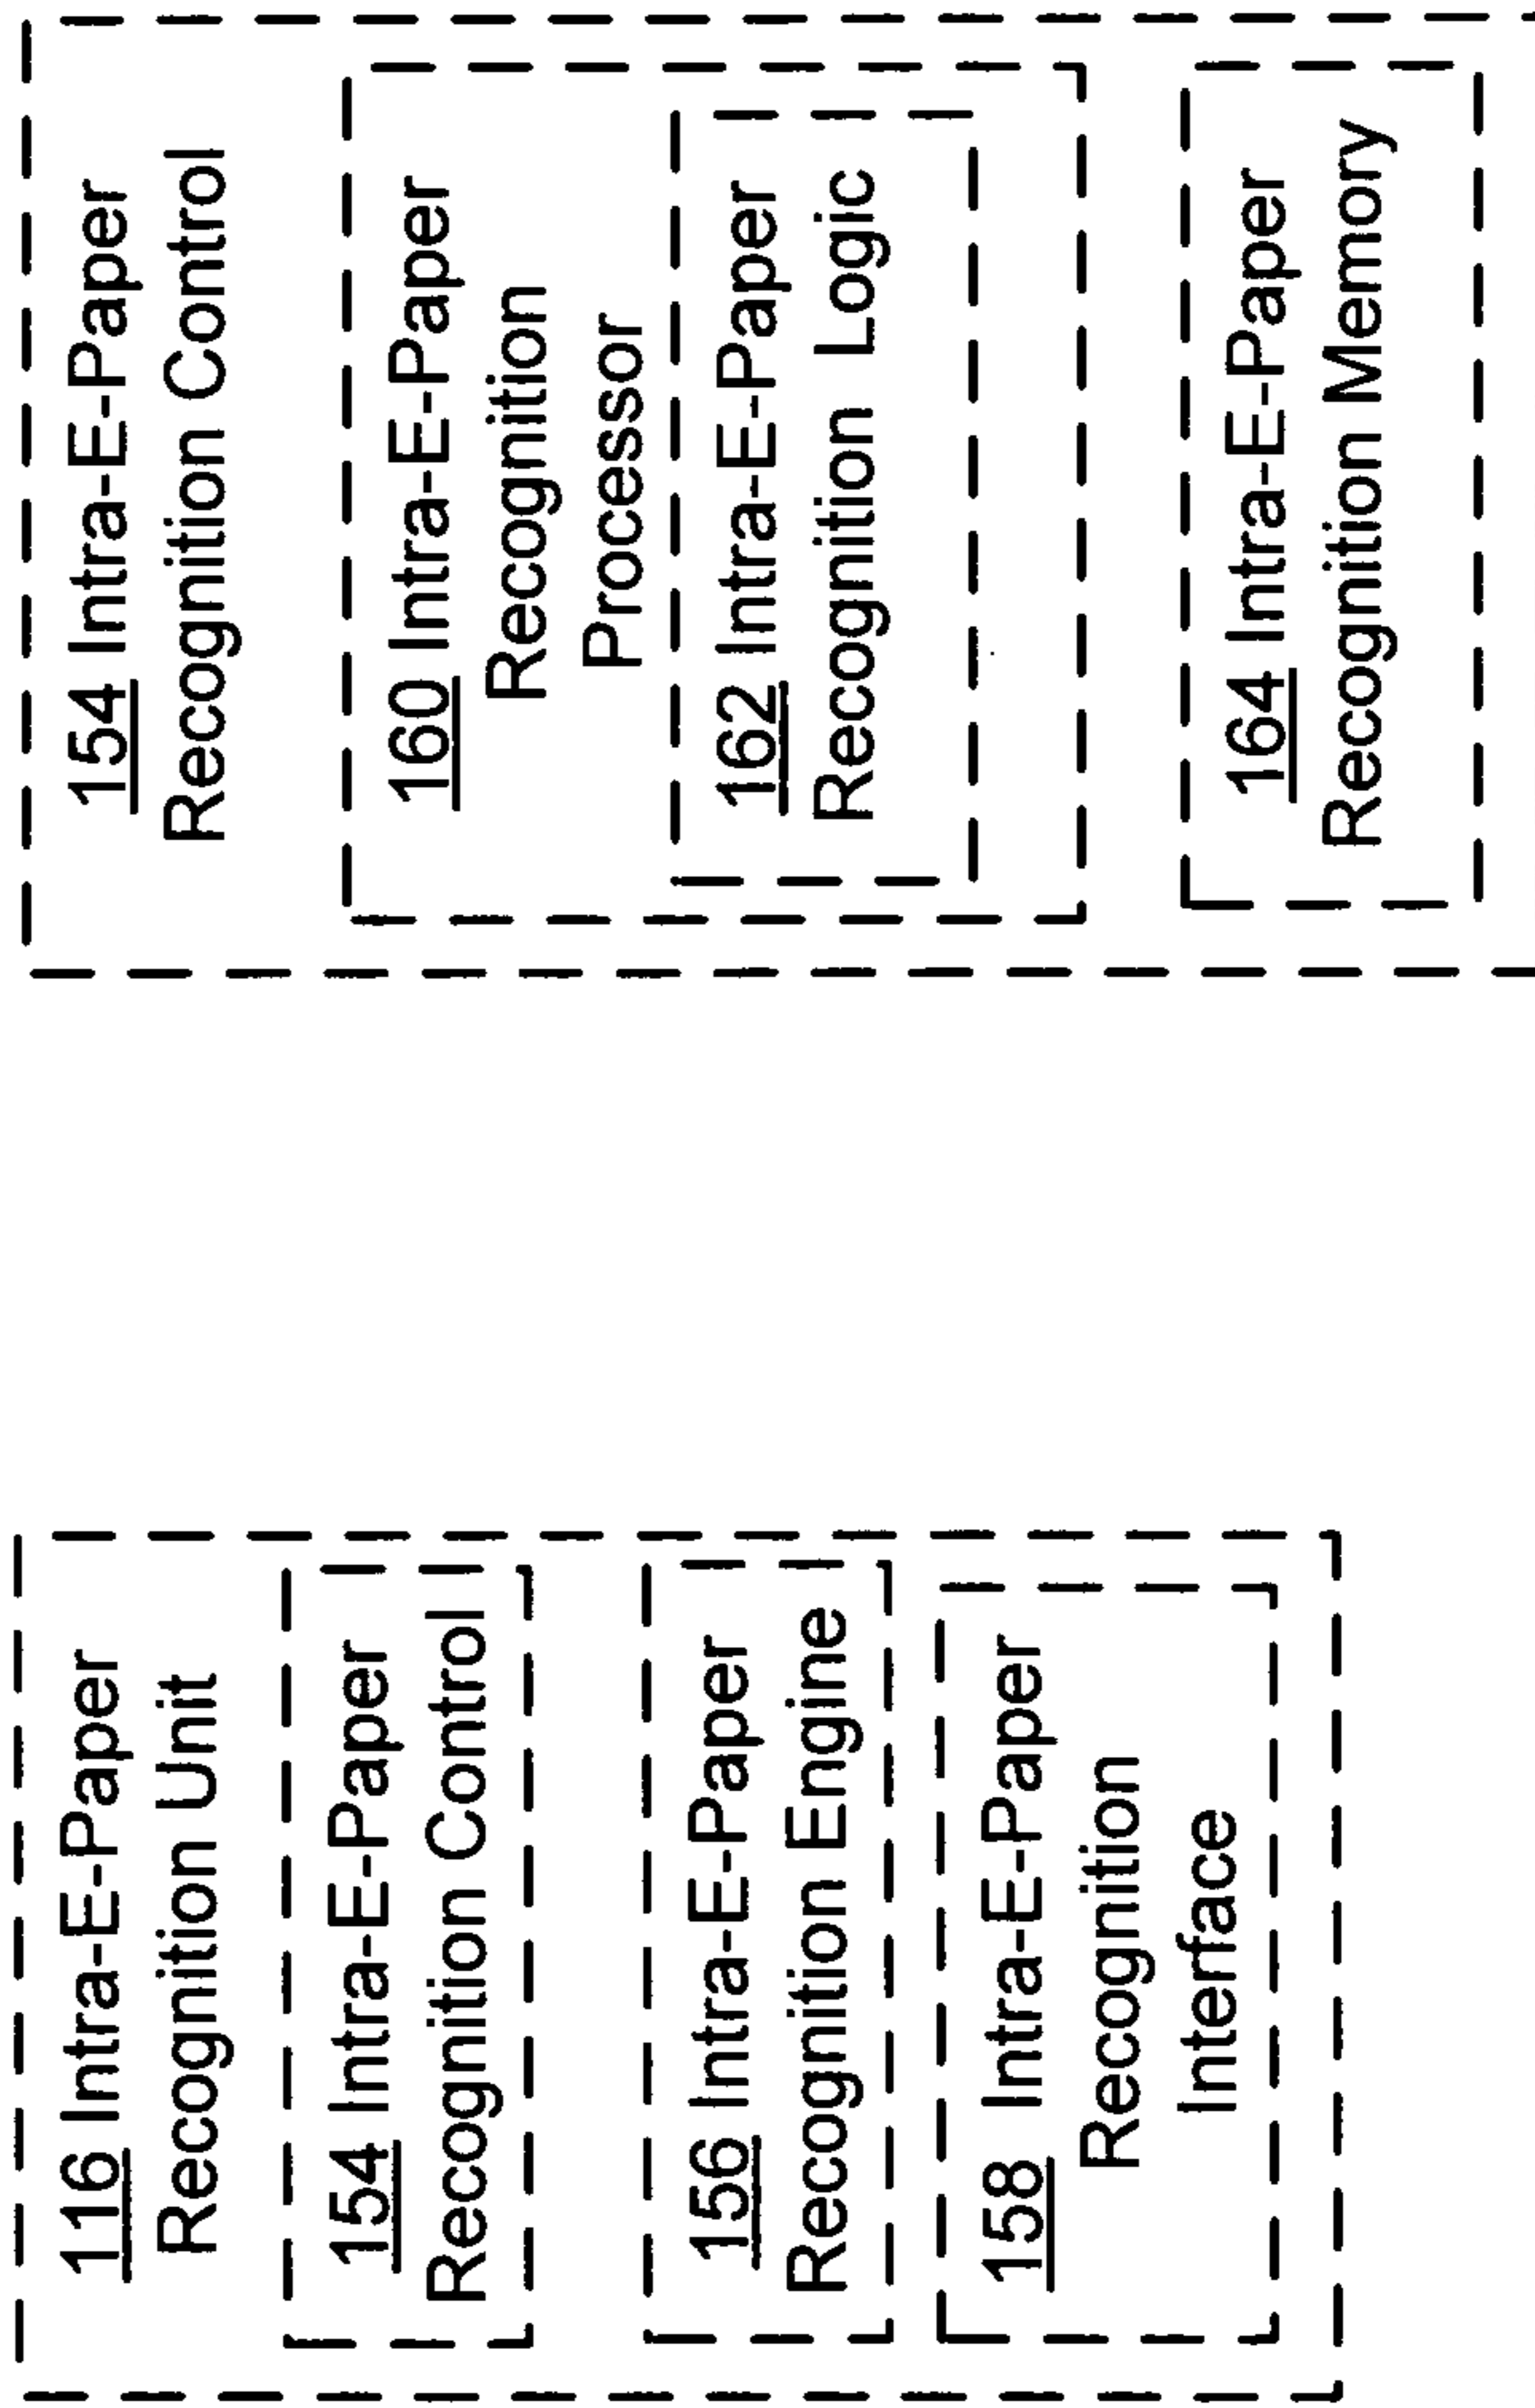 116 Intra-E-Paper
Recognition Unit
154 Intra-E-Paper
Recognition Control
156 Intra-E-Paper
Recognition Engine
158 Intra-E-Paper
Recognition
Interface
154 Intra-E-Paper
Recognition Control
160 Intra-E-Paper
Recognition
Processor
162 Intra-E-Paper
Recognition Logic
164 Intra-E-Paper
Recognition Memory